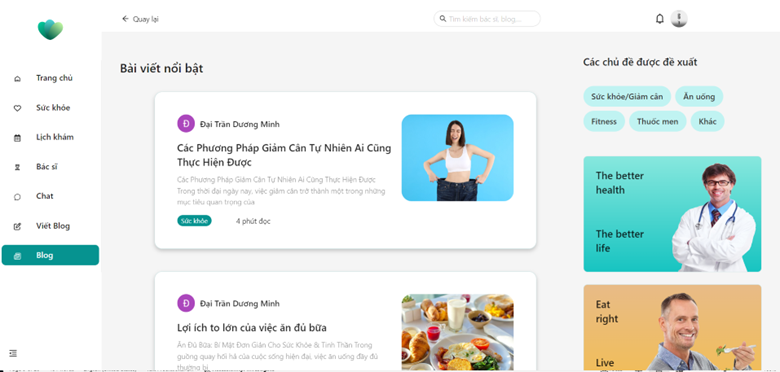 Quay lại
Tìm kiếm bác sĩ, blog....
Trang chủ
Sức khỏe
Lịch khám
Bác sĩ
Chat
Viết Blog
Blog
Bài viết nổi bật
Đ Đại Trần Dương Minh
Các Phương Pháp Giảm Cân Tự Nhiên Ai Cũng
Thực Hiện Được
Các Phương Pháp Giảm Cân Tự Nhiên Ai Cũng Thực Hiện Được
Trong thời đại ngày nay, việc giảm cân trở thành một trong những
mục tiêu quan trọng của
Sức khỏe 4 phút đọc
Đ Đại Trần Dương Minh
Lợi ích to lớn của việc ăn đủ bữa
Ăn Đủ Bữa: Bí Mật Đơn Giản Cho Sức Khỏe & Tinh Thần Trong
guồng quay hối hả của cuộc sống hiện đại, việc ăn uống đầy đủ
thường bị
Các chủ đề được đề xuất
Sức khỏe/Giảm cân Ăn uống
Fitness Thuốc men Khác
The better
health
The better
life
Eat
right
Live